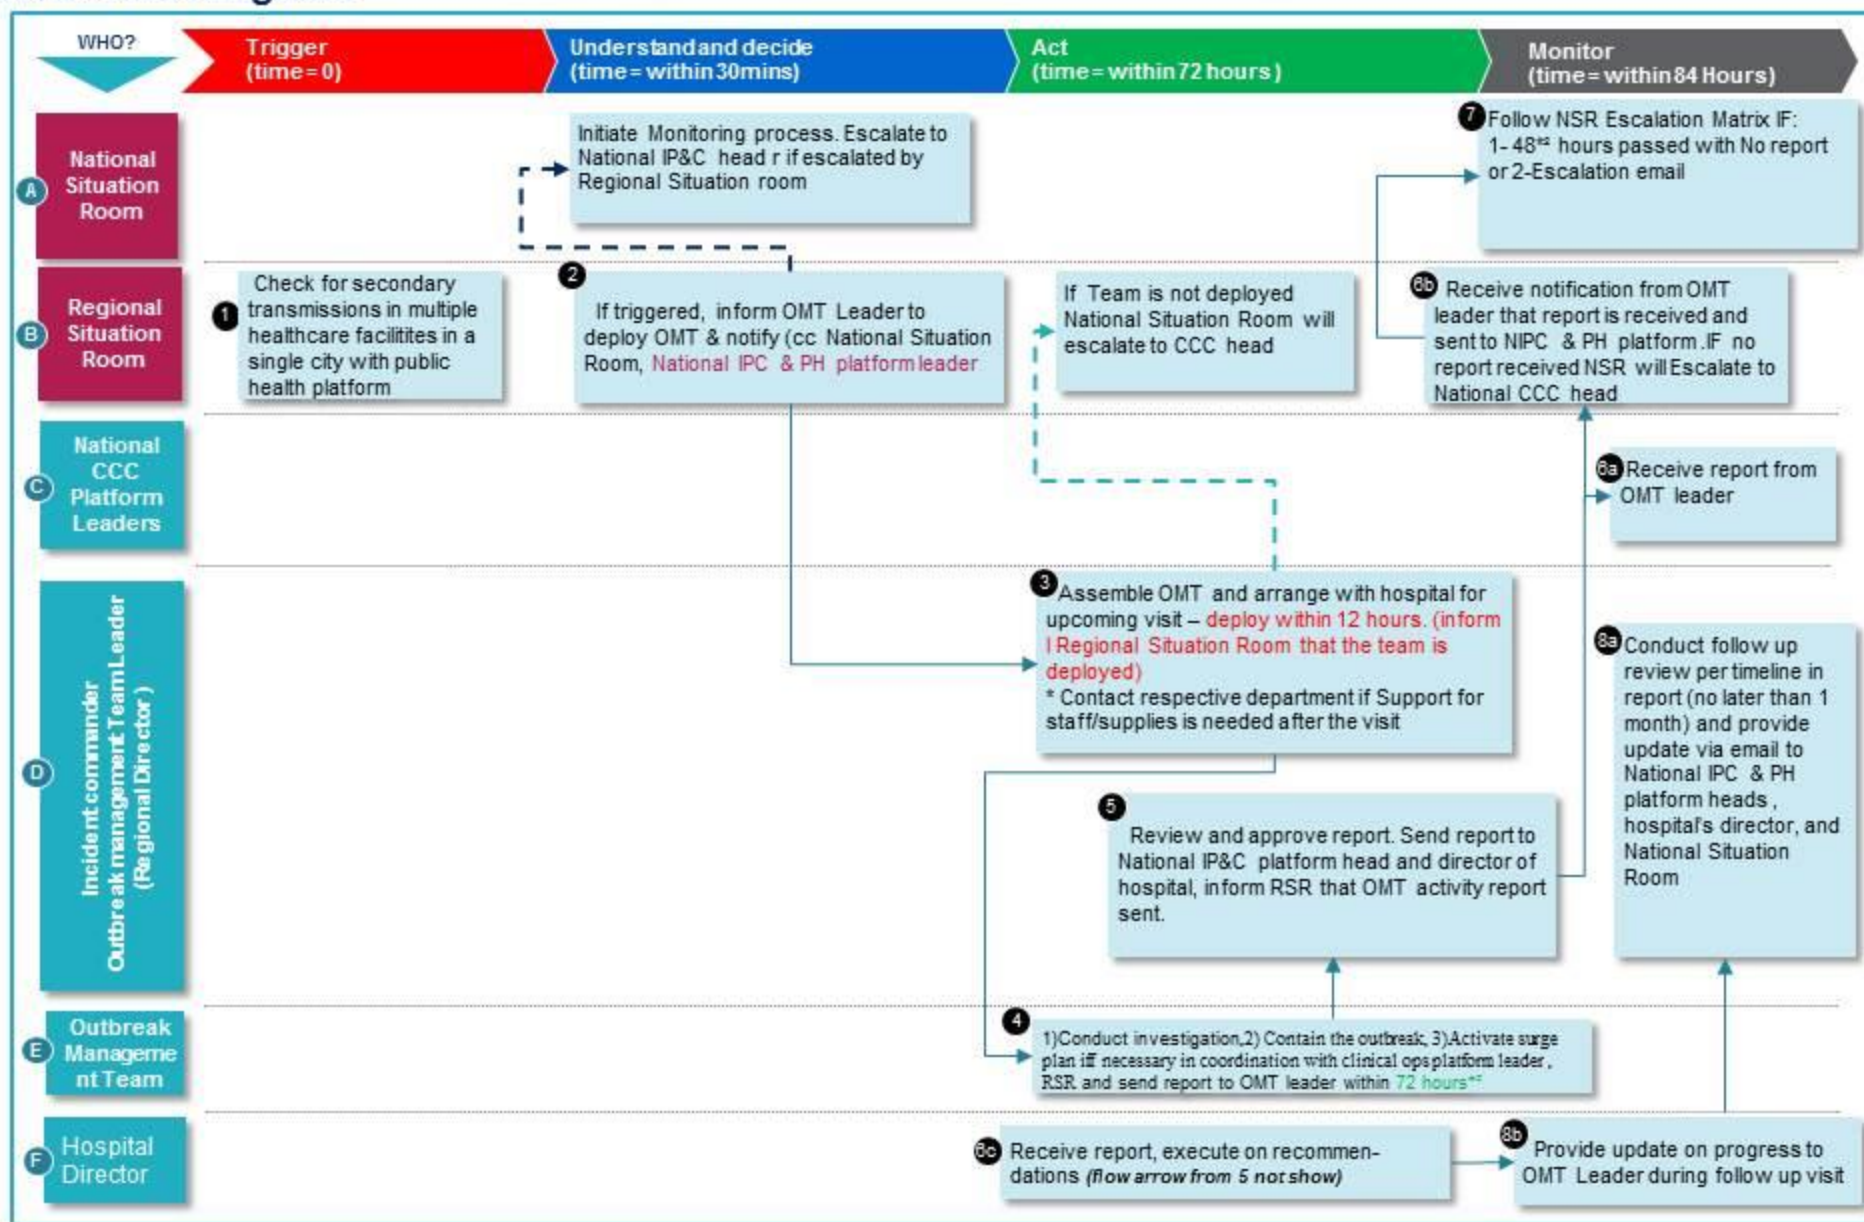 WHO?
Trigger
(time= 0)
Understand and decide
(time= within 30mins)
Act
(time= within 72 hours )
Monitor
(time= within 84 Hours)
A
National
Situation
Room
Initiate Monitoring process. Escalate to
National IP&C head r if escalated by
Regional Situation room
7
Follow NSR Escalation Matrix IF:
1- 48** hours passed with No report
or 2-Escalation email
B
Regional
Situation
Room
1
Check for secondary
transmissions in multiple
healthcare facilitites in a
single city with public
health platform
2
If triggered, inform OMT Leader to
deploy OMT & notify (cc National Situation
Room, National IPC & PH platform leader
If Team is not deployed
National Situation Room will
escalate to CCC head
6b
Receive notification from OMT
leader that report is received and
sent to NIPC & PH platform .IF no
report received NSR will Escalate to
National CCC head
C
National
CCC
Platform
Leaders
6a
Receive report from
OMT leader
D
Incident commander
Outbreak management Team Leader
(Regional Director )
3
Assemble OMT and arrange with hospital for
upcoming visit – deploy within 12 hours. (inform
l Regional Situation Room that the team is
deployed)
* Contact respective department if Support for
staff/supplies is needed after the visit
5
Review and approve report. Send report to
National IP&C platform head and director of
hospital, inform RSR that OMT activity report
sent.
8a
Conduct follow up
review per timeline in
report (no later than 1
month) and provide
update via email to
National IPC & PH
platform heads ,
hospital's director, and
National Situation
Room
E
Outbreak
Manageme
nt Team
4
1)Conduct investigation,2) Contain the outbreak, 3)Activate surge
plan iff necessary in coordination with clinical ops platform leader ,
RSR and send report to OMT leader within 72 hours**
F
Hospital
Director
6c
Receive report, execute on recommen-
dations (flow arrow from 5 not show)
8b
Provide update on progress to
OMT Leader during follow up visit